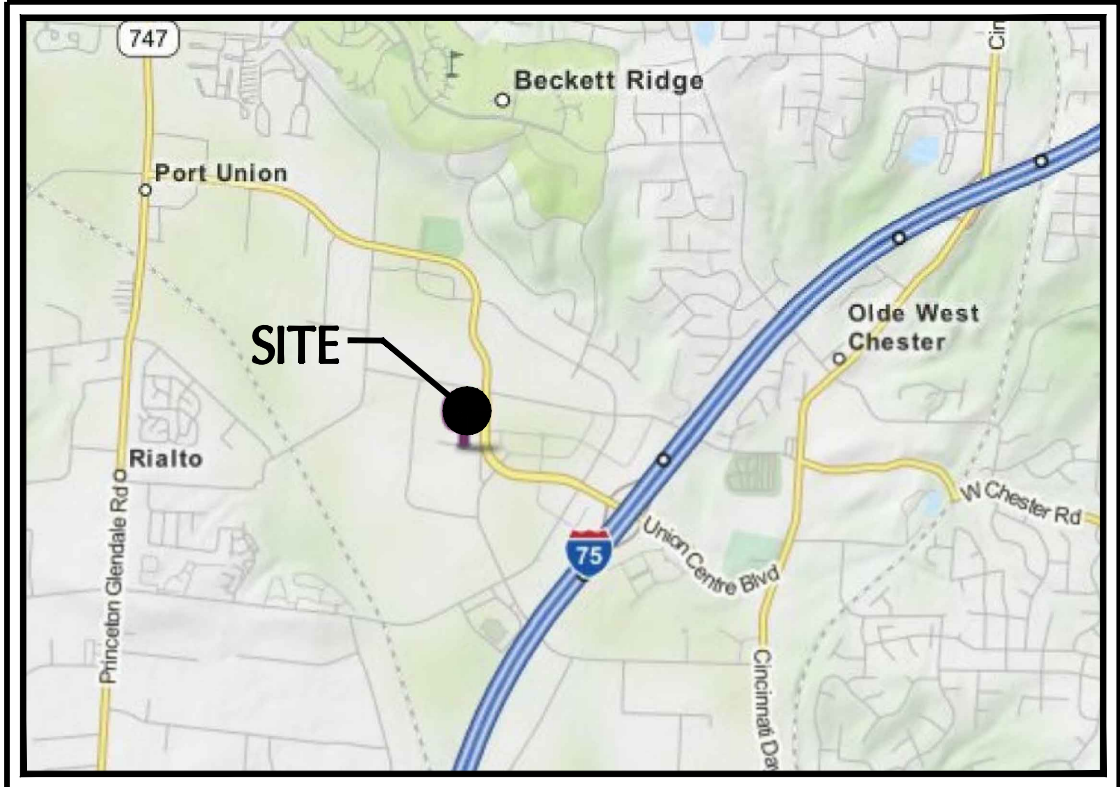 747
Cin
Beckett Ridge
Port Union
Olde West
Chester
SITE
Rialto
W Chester Rd
75
Union Centre Blvd
Princeton Glendale Rd
Cincinnati Day